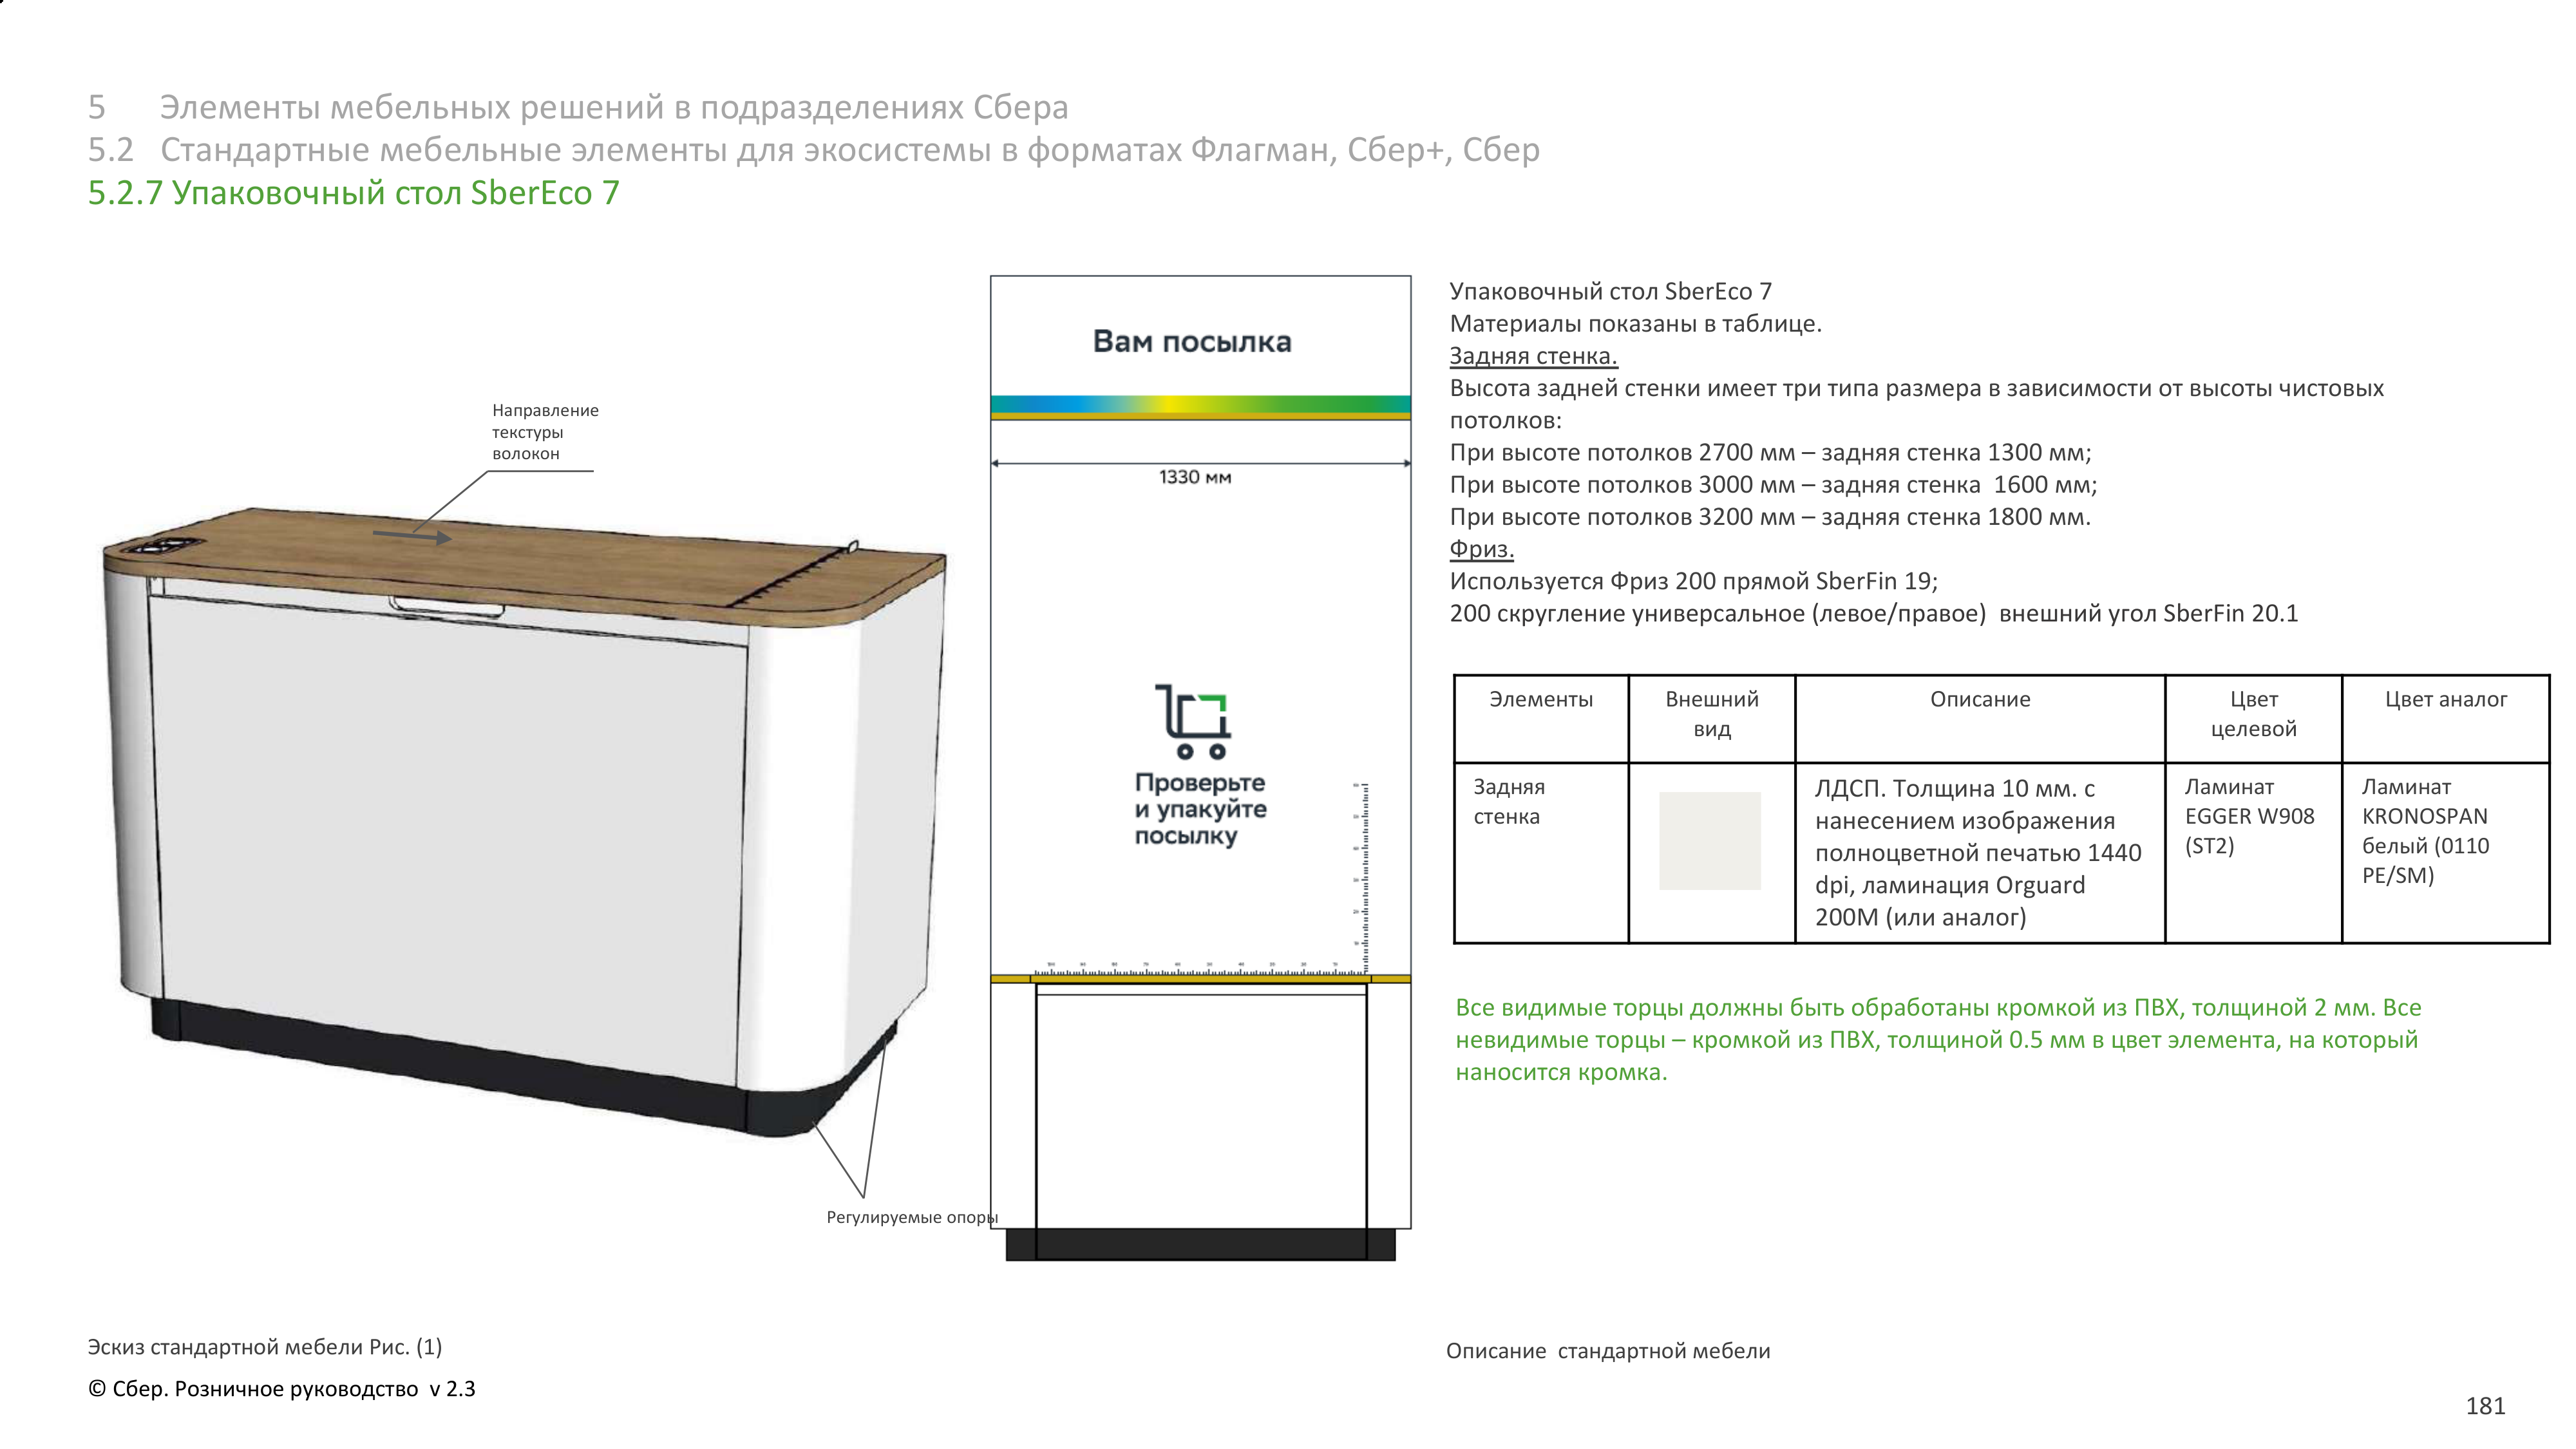 5 Элементы мебельных решений в подразделениях Сбера
5.2 Стандартные мебельные элементы для экосистемы в форматах Флагман, Сбер+, Сбер
5.2.7 Упаковочный стол SberEco 7
Направление
текстуры
волокон
Регулируемые опоры
Вам посылка
1330 мм
Проверьте
и упакуйте
посылку
Упаковочный стол SberEco 7
Материалы показаны в таблице.
Задняя стенка.
Высота задней стенки имеет три типа размера в зависимости от высоты чистовых
потолков:
При высоте потолков 2700 мм – задняя стенка 1300 мм;
При высоте потолков 3000 мм – задняя стенка 1600 мм;
При высоте потолков 3200 мм – задняя стенка 1800 мм.
Фриз.
Используется Фриз 200 прямой SberFin 19;
200 скругление универсальное (левое/правое) внешний угол SberFin 20.1
Элементы
Внешний
вид
Описание
Цвет
целевой
Цвет аналог
Задняя
стенка
ЛДСП. Толщина 10 мм. с
нанесением изображения
полноцветной печатью 1440
dpi, ламинация Orguard
200M (или аналог)
Ламинат
EGGER W908
(ST2)
Ламинат
KRONOSPAN
белый (0110
PE/SM)
Все видимые торцы должны быть обработаны кромкой из ПВХ, толщиной 2 мм. Все
невидимые торцы – кромкой из ПВХ, толщиной 0.5 мм в цвет элемента, на который
наносится кромка.
Эскиз стандартной мебели Рис. (1)
Описание стандартной мебели
© Сбер. Розничное руководство v 2.3
181